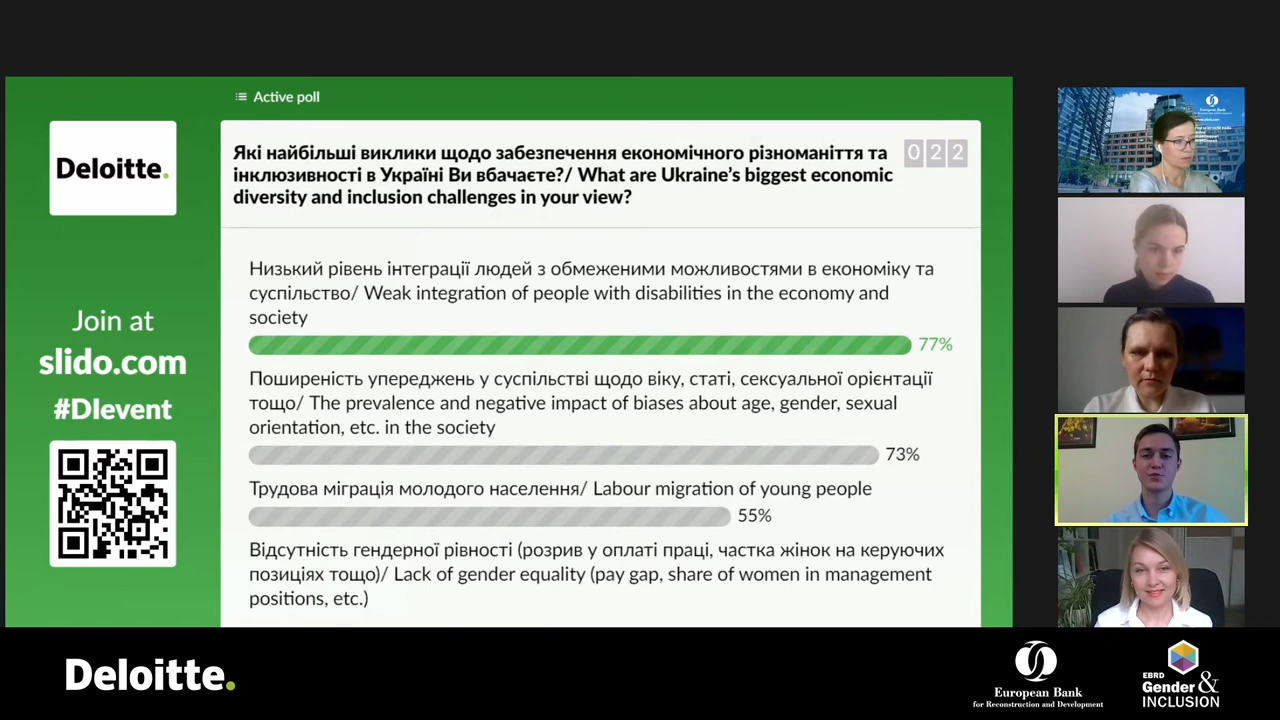 Active poll
Deloitte.
Які найбільші виклики щодо забезпечення економічного різноманіття та
інклюзивності в Україні Ви вбачаєте?/ What are Ukraine's biggest economic
diversity and inclusion challenges in your view?
022
Низький рівень інтеграції людей з обмеженими можливостями в економіку та
суспільство/ Weak integration of people with disabilities in the economy and
society
77%
Поширеність упереджень у суспільстві щодо віку, статі, сексуальної орієнтації
тощо/ The prevalence and negative impact of biases about age, gender, sexual
orientation, etc. in the society
73%
Трудова міграція молодого населення/ Labour migration of young people
55%
Відсутність гендерної рівності (розрив у оплаті праці, частка жінок на керуючих
позиціях тощо)/ Lack of gender equality (pay gap, share of women in management
positions, etc.)
Join at
slido.com
#DIevent
European Bank
Deloitte.
European Bank
for Reconstruction and Development
EBRD
Gender &
INCLUSION